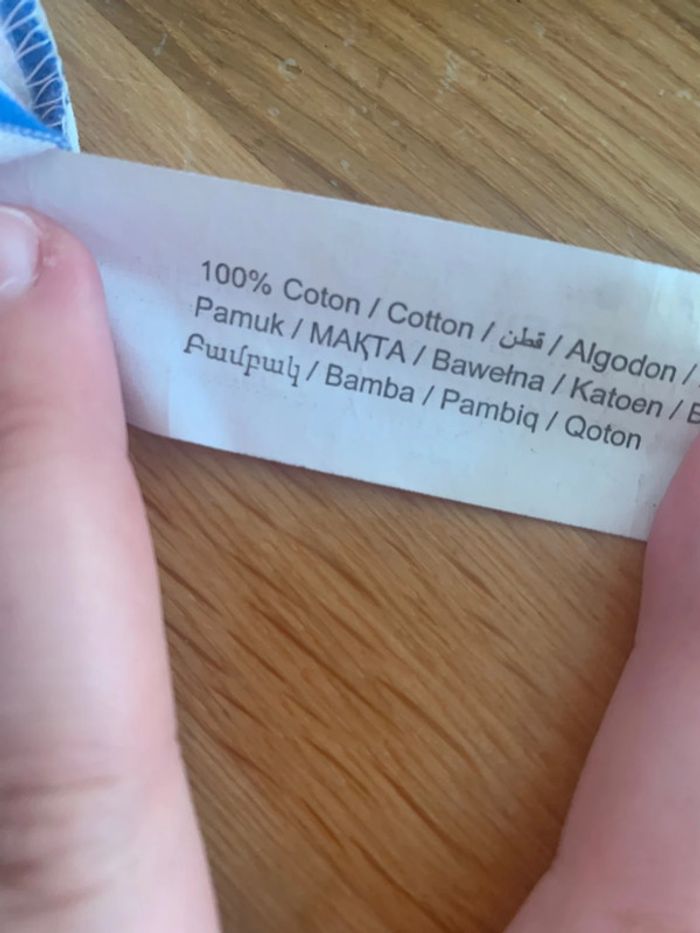 100% Coton / Cotton / قطن / Algodon /
Pamuk / МАҚТА / Bawełna / Katoen /
Բամբակ / Bamba / Pambiq / Qoton